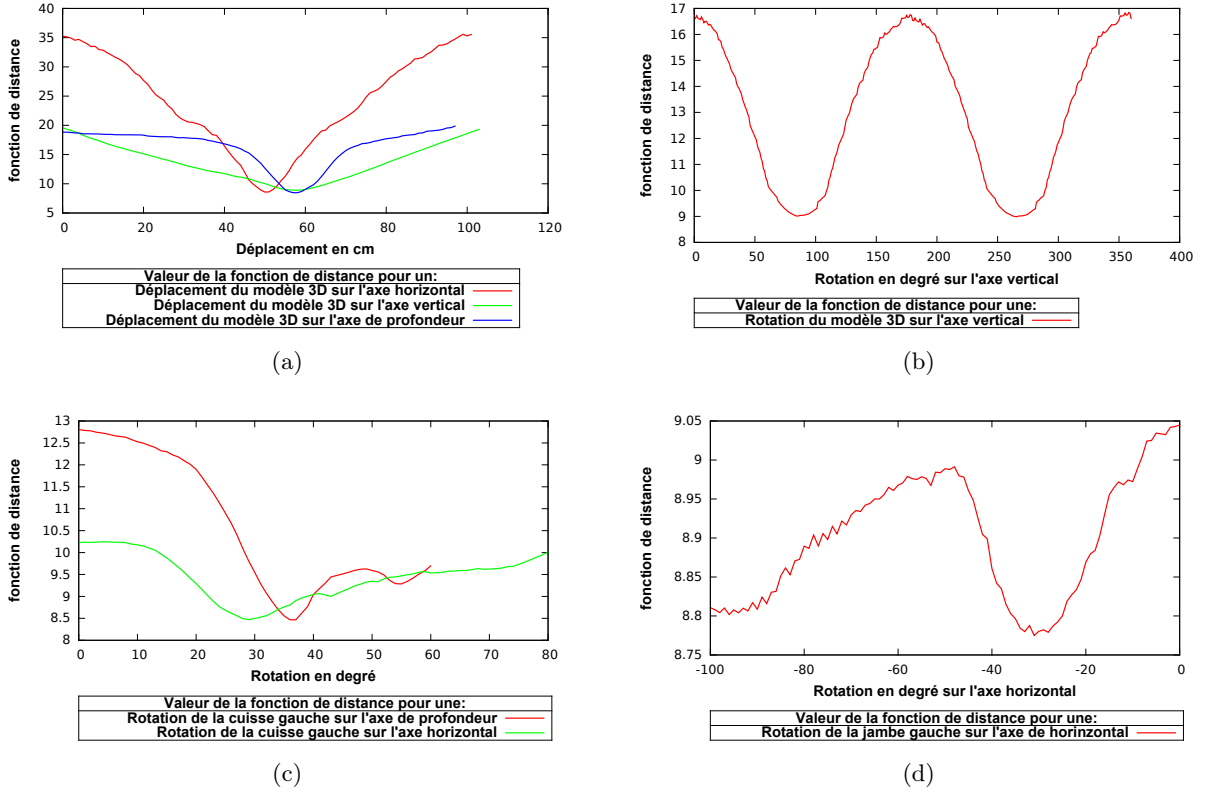 fonction de distance
40
35
30
25
20
15
10
5
0 20 40 60 80 100 120
Déplacement en cm
Valeur de la fonction de distance pour un:
Déplacement du modèle 3D sur l'axe horizontal
Déplacement du modèle 3D sur l'axe vertical
Déplacement du modèle 3D sur l'axe de profondeur
(a)
fonction de distance
17
16
15
14
13
12
11
10
9
8
0 50 100 150 200 250 300 350 400
Rotation en degré sur l'axe vertical
Valeur de la fonction de distance pour une:
Rotation du modèle 3D sur l'axe vertical
(b)
fonction de distance
13
12.5
12
11.5
11
10.5
10
9.5
9
8.5
8
0 10 20 30 40 50 60 70 80
Rotation en degré
Valeur de la fonction de distance pour une:
Rotation de la cuisse gauche sur l'axe de profondeur
Rotation de la cuisse gauche sur l'axe horizontal
(c)
fonction de distance
9.05
9
8.95
8.9
8.85
8.8
8.75
-100 -80 -60 -40 -20 0
Rotation en degré sur l'axe horizontal
Valeur de la fonction de distance pour une:
Rotation de la jambe gauche sur l'axe de horinzontal
(d)